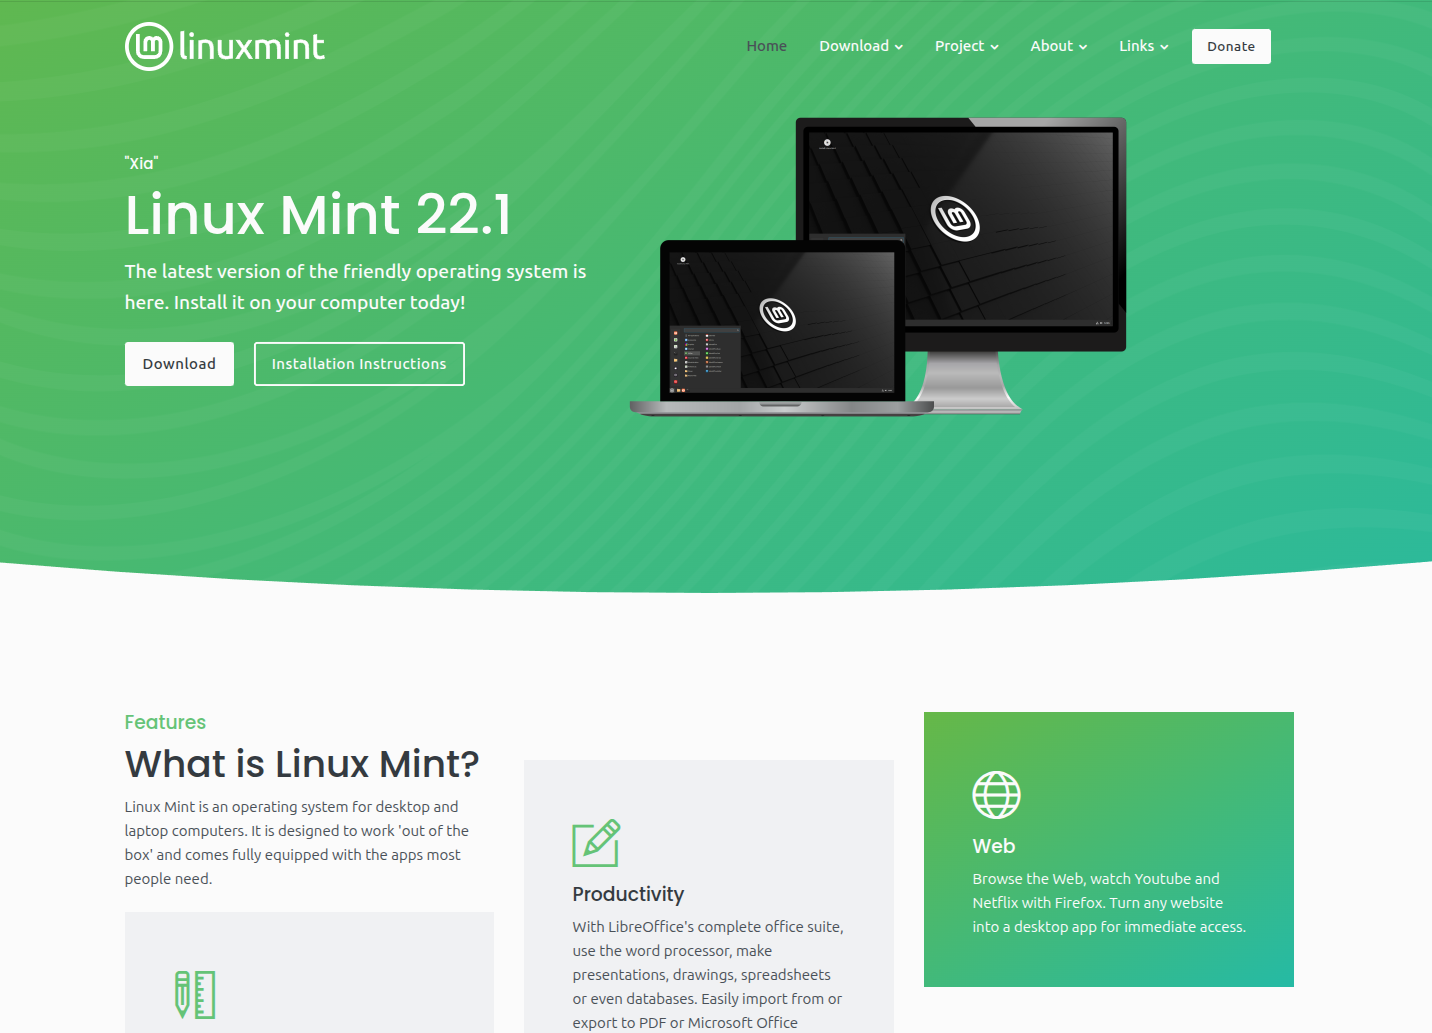 linuxmint
Home
Download
Project
About
Links
Donate
"Xia"
Linux Mint 22.1
The latest version of the friendly operating system is
here. Install it on your computer today!
Download
Installation Instructions
Features
What is Linux Mint?
Linux Mint is an operating system for desktop and
laptop computers. It is designed to work 'out of the
box' and comes fully equipped with the apps most
people need.
Productivity
With LibreOffice's complete office suite,
use the word processor, make
presentations, drawings, spreadsheets
or even databases. Easily import from or
export to PDF or Microsoft Office
Web
Browse the Web, watch Youtube and
Netflix with Firefox. Turn any website
into a desktop app for immediate access.